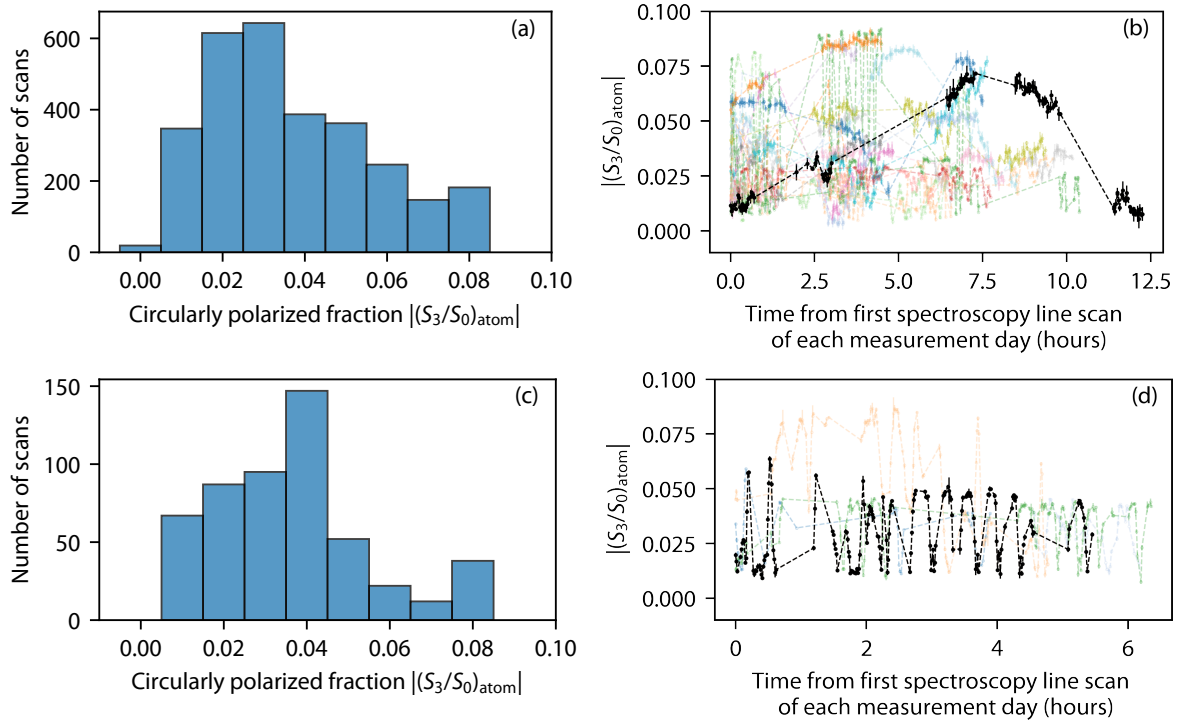 (a)
Number of scans
600
400
200
0
0.00 0.02 0.04 0.06 0.08 0.10
Circularly polarized fraction |(S₃/S₀)ₐₜₒₘ|
(b)
|(S₃/S₀)ₐₜₒₘ|
0.100
0.075
0.050
0.025
0.000
0.0 2.5 5.0 7.5 10.0 12.5
Time from first spectroscopy line scan
of each measurement day (hours)
(c)
Number of scans
150
100
50
0
0.00 0.02 0.04 0.06 0.08 0.10
Circularly polarized fraction |(S₃/S₀)ₐₜₒₘ|
(d)
|(S₃/S₀)ₐₜₒₘ|
0.100
0.075
0.050
0.025
0.000
0 2 4 6
Time from first spectroscopy line scan
of each measurement day (hours)